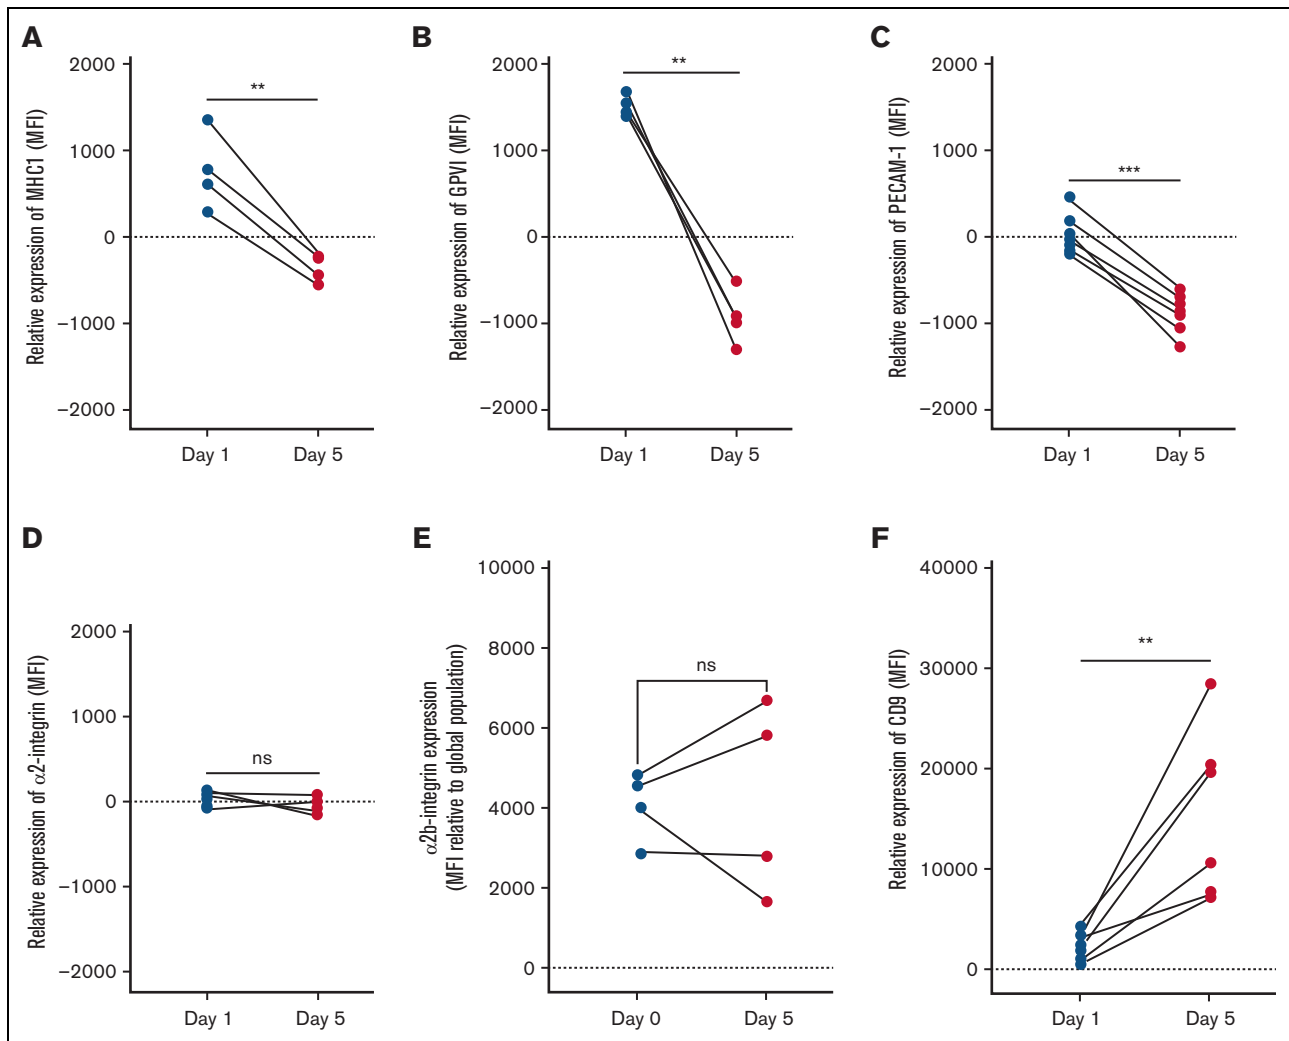 A
Relative expression of MHC1 (MFI)
2000
1000
0
−1000
−2000
**
Day 1
Day 5
B
Relative expression of GPVI (MFI)
2000
1000
0
−1000
−2000
**
Day 1
Day 5
C
Relative expression of PECAM-1 (MFI)
2000
1000
0
−1000
−2000
***
Day 1
Day 5
D
Relative expression of α2-integrin (MFI)
2000
1000
0
−1000
−2000
ns
Day 1
Day 5
E
α2b-integrin expression
(MFI relative to global population)
10000
8000
6000
4000
2000
0
ns
Day 0
Day 5
F
Relative expression of CD9 (MFI)
40000
30000
20000
10000
0
**
Day 1
Day 5